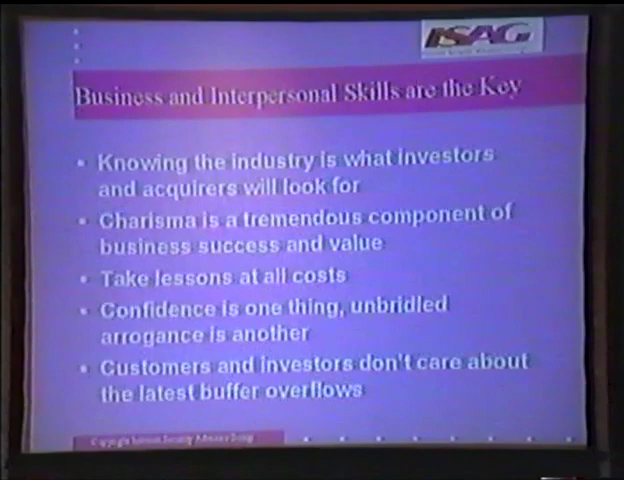 ISAG
Business and Interpersonal Skills are the Key
Knowing the industry is what investors
and acquirers will look for
Charisma is a tremendous component of
business success and value
Take lessons at all costs
Confidence is one thing, unbridled
arrogance is another
Customers and investors don't care about
the latest buffer overflows